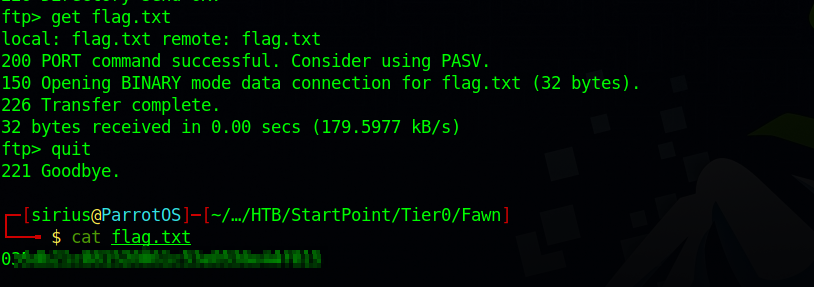 ftp> get flag.txt
local: flag.txt remote: flag.txt
200 PORT command successful. Consider using PASV.
150 Opening BINARY mode data connection for flag.txt (32 bytes).
226 Transfer complete.
32 bytes received in 0.00 secs (179.5977 kB/s)
ftp> quit
221 Goodbye.
┌─[sirius@ParrotOS]─[~/…/HTB/StartPoint/Tier0/Fawn]
└──╼ $ cat flag.txt